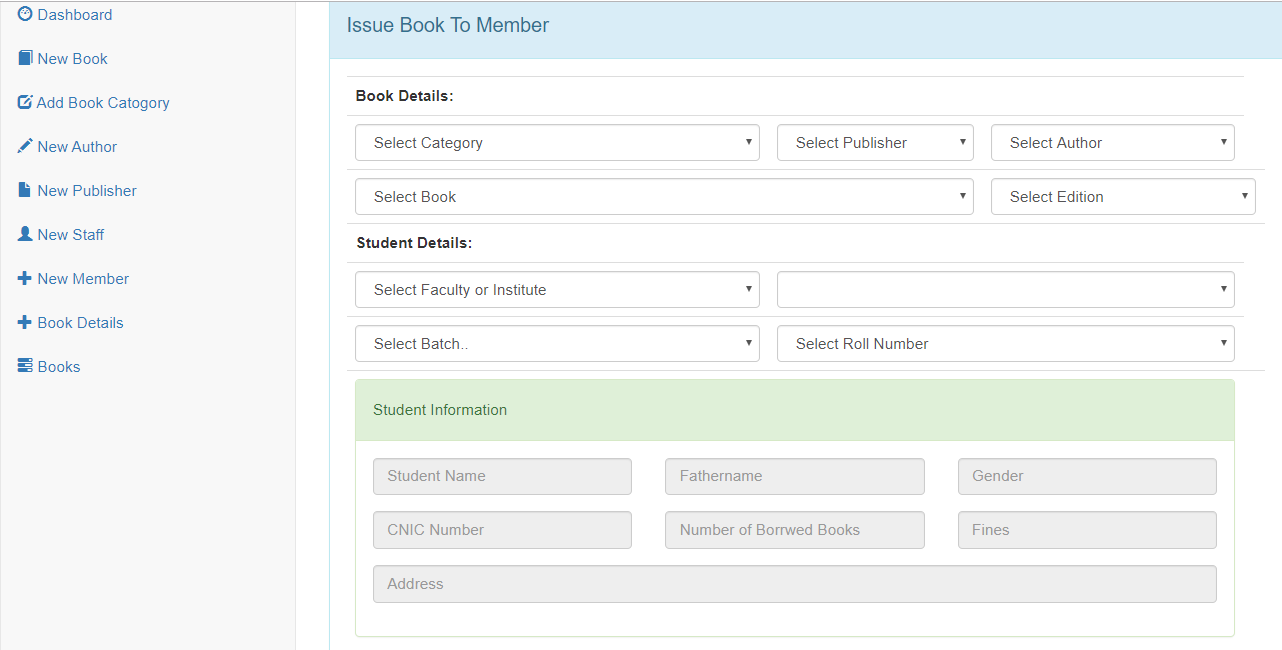 Dashboard
New Book
Add Book Catogory
New Author
New Publisher
New Staff
New Member
Book Details
Books
Issue Book To Member
Book Details:
Select Category Select Publisher Select Author
Select Book Select Edition
Student Details:
Select Faculty or Institute
Select Batch.. Select Roll Number
Student Information
Student Name Fathername Gender
CNIC Number Number of Borrwed Books Fines
Address